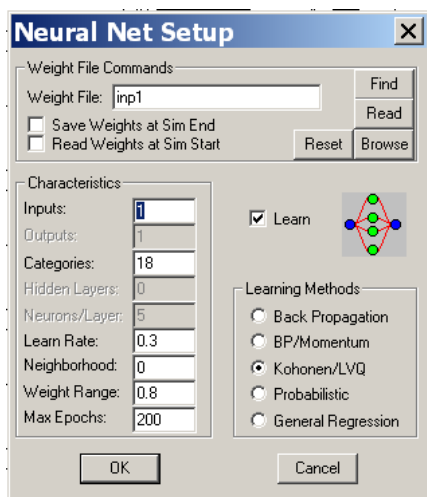 Neural Net Setup
Weight File Commands
Weight File: inp1
Find
Read
Save Weights at Sim End
Read Weights at Sim Start
Reset Browse
Characteristics
Inputs: 1
Outputs: 1
Categories: 18
Hidden Layers: 0
Neurons/Layer: 5
Learn Rate: 0.3
Neighborhood: 0
Weight Range: 0.8
Max Epochs: 200
Learn
Learning Methods
Back Propagation
BP/Momentum
Kohonen/LVQ
Probabilistic
General Regression
OK
Cancel